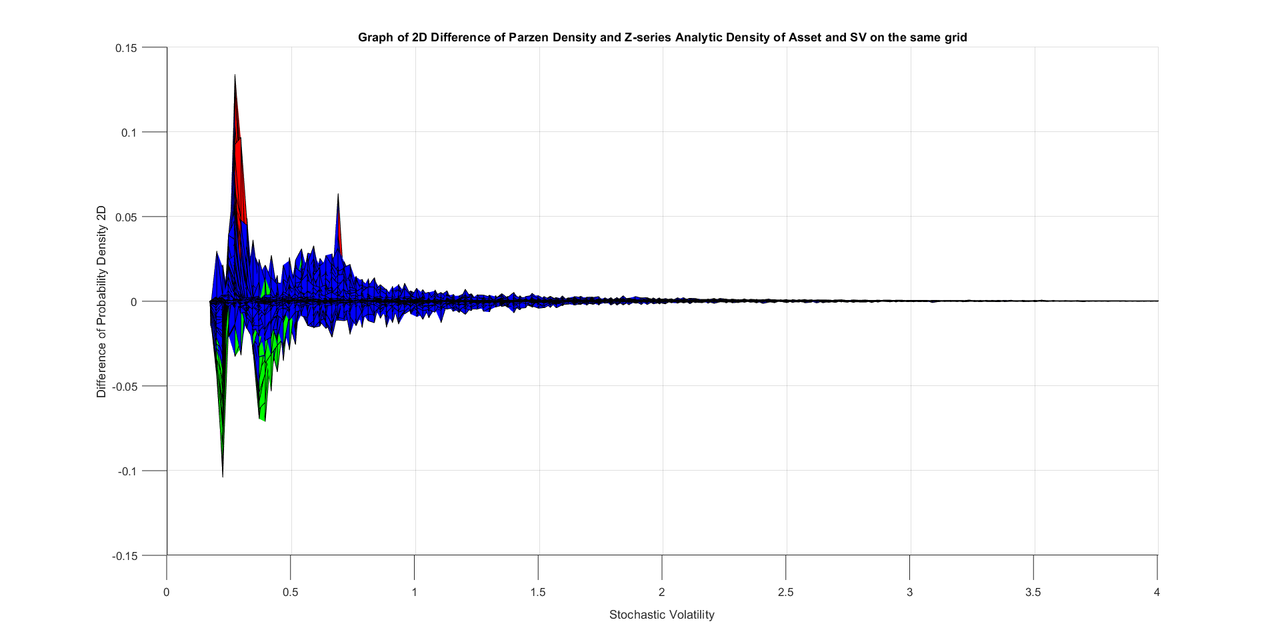 Graph of 2D Difference of Parzen Density and Z-series Analytic Density of Asset and SV on the same grid
0.15
0.1
0.05
0
-0.05
-0.1
-0.15
Difference of Probability Density 2D
0 0.5 1 1.5 2 2.5 3 3.5 4
Stochastic Volatility